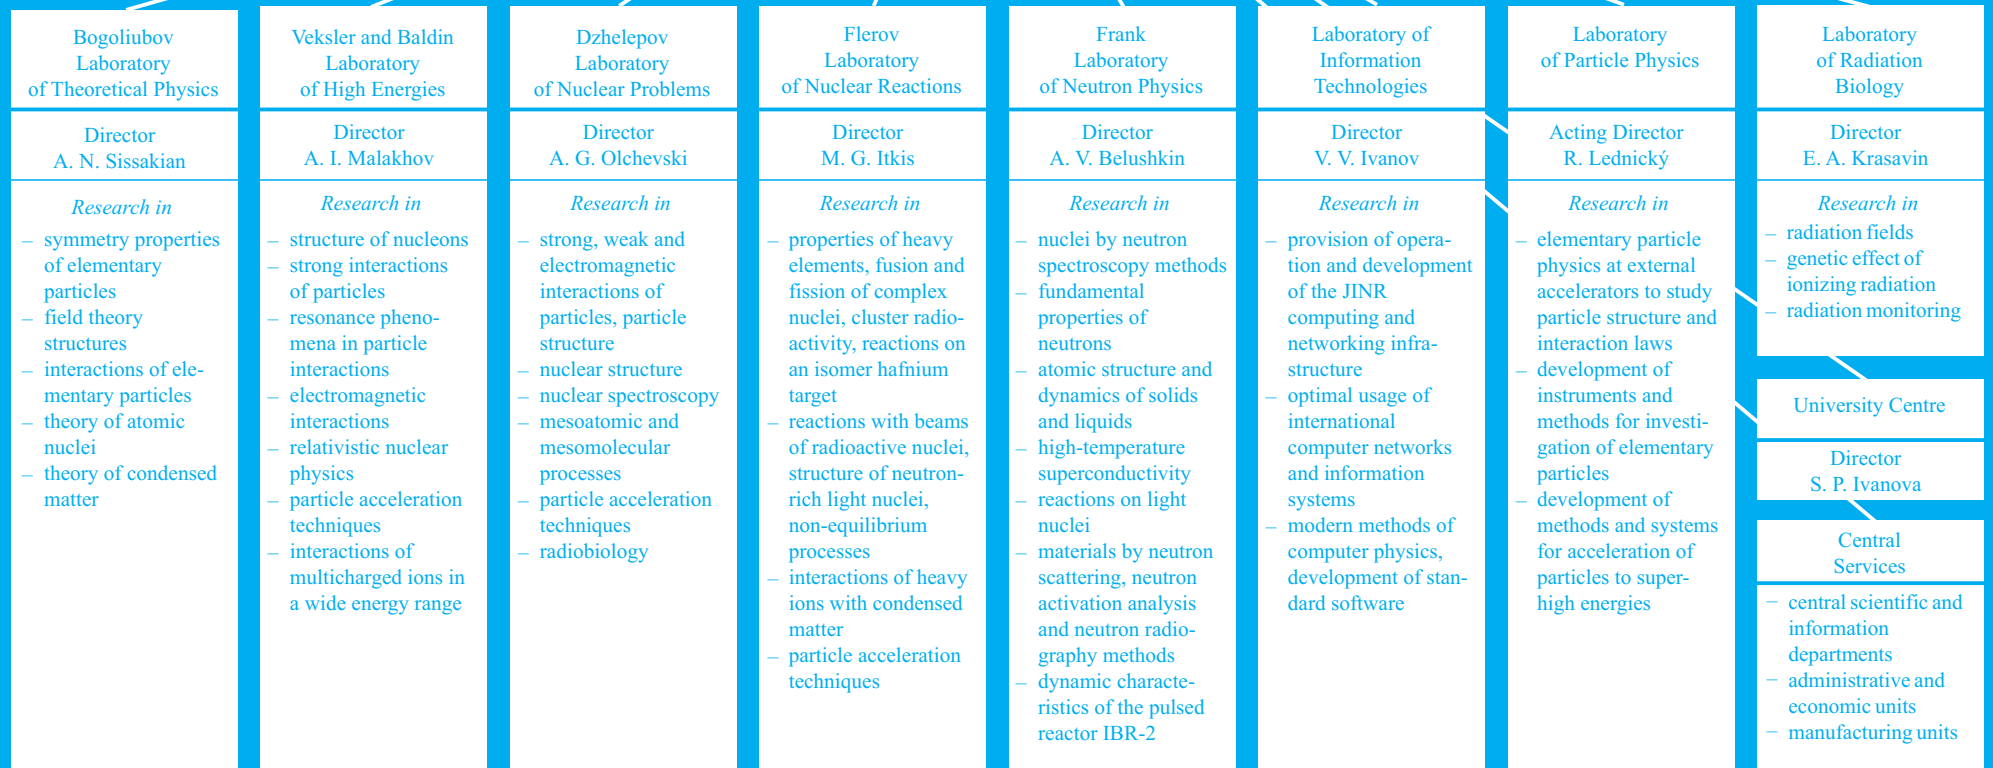 Bogoliubov
Laboratory
of Theoretical Physics
Director
A. N. Sissakian
Research in
– symmetry properties
of elementary
particles
– field theory
structures
– interactions of ele-
mentary particles
– theory of atomic
nuclei
– theory of condensed
matter
Veksler and Baldin
Laboratory
of High Energies
Director
A. I. Malakhov
Research in
– structure of nucleons
– strong interactions
of particles
– resonance pheno-
mena in particle
interactions
– electromagnetic
interactions
– relativistic nuclear
physics
– particle acceleration
techniques
– interactions of
multicharged ions in
a wide energy range
Dzhelepov
Laboratory
of Nuclear Problems
Director
A. G. Olchevski
Research in
– strong, weak and
electromagnetic
interactions of
particles, particle
structure
– nuclear structure
– nuclear spectroscopy
– mesoatomic and
mesomolecular
processes
– particle acceleration
techniques
– radiobiology
Flerov
Laboratory
of Nuclear Reactions
Director
M. G. Itkis
Research in
– properties of heavy
elements, fusion and
fission of complex
nuclei, cluster radio-
activity, reactions on
an isomer hafnium
target
– reactions with beams
of radioactive nuclei,
structure of neutron-
rich light nuclei,
non-equilibrium
processes
– interactions of heavy
ions with condensed
matter
– particle acceleration
techniques
Frank
Laboratory
of Neutron Physics
Director
A. V. Belushkin
Research in
– nuclei by neutron
spectroscopy methods
– fundamental
properties of
neutrons
– atomic structure and
dynamics of solids
and liquids
– high-temperature
superconductivity
– reactions on light
nuclei
– materials by neutron
scattering, neutron
activation analysis
and neutron radio-
graphy methods
– dynamic characte-
ristics of the pulsed
reactor IBR-2
Laboratory of
Information
Technologies
Director
V. V. Ivanov
Research in
– provision of opera-
tion and development
of the JINR
computing and
networking infra-
structure
– optimal usage of
international
computer networks
and information
systems
– modern methods of
computer physics,
development of stan-
dard software
Laboratory
of Particle Physics
Acting Director
R. Lednický
Research in
– elementary particle
physics at external
accelerators to study
particle structure and
interaction laws
– development of
instruments and
methods for investi-
gation of elementary
particles
– development of
methods and systems
for acceleration of
particles to super-
high energies
Laboratory
of Radiation
Biology
Director
E. A. Krasavin
Research in
– radiation fields
– genetic effect of
ionizing radiation
– radiation monitoring
University Centre
Director
S. P. Ivanova
Central
Services
– central scientific and
information
departments
– administrative and
economic units
– manufacturing units